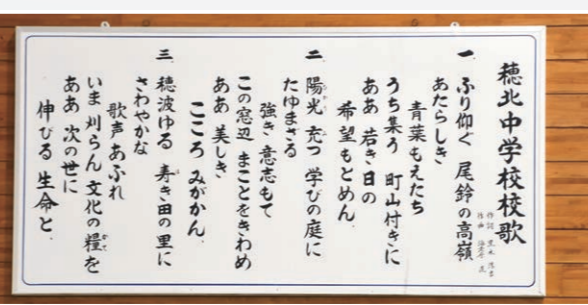 穂北中学校校歌
一 ふり仰ぐ 尾鈴の高嶺
あたらしき
青葉もえたち
うち集う 町山付きに
ああ 若き日の
希望もとめん
二 陽光 充つ 学びの庭に
たゆまざる
強き 意志もて
この窓辺 まことをきわめ
ああ 美しき
こころ みがかん
三 穂波ゆる 寿き田の里に
さわやかな
歌声あふれ
いま 刈らん 文化の糧を
ああ 次の世に
伸びる 生命と